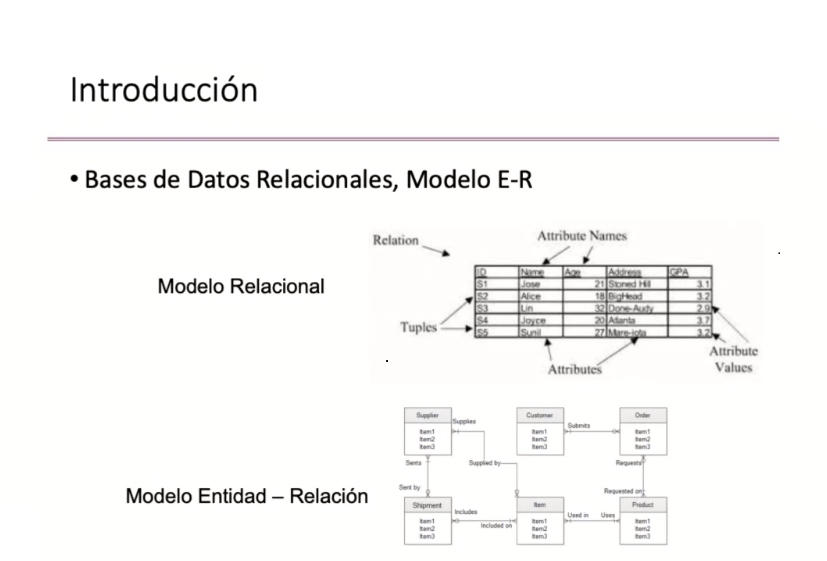 Introducción
• Bases de Datos Relacionales, Modelo E-R
Modelo Relacional
Relation
Attribute Names
ID Name Age Address GPA
S1 Jose 21 Stoned Hill 3.1
S2 Alice 18 BigHead 3.2
S3 Lin 32 Done-Audy 2.9
S4 Joyce 20 Atlanta 3.7
S5 Sunil 27 Mare-iota 3.2
Tuples
Attributes
Attribute
Values
Modelo Entidad – Relación
Supplier
Item1
Item2
Item3
Supplies
Customer
Item1
Item2
Item3
Submits
Order
Item1
Item2
Item3
Sents
Supplied by
Requests
Sent by
Requested on
Shipment
Item1
Item2
Item3
Includes
Included on
Item
Item1
Item2
Item3
Used in
Uses
Product
Item1
Item2
Item3